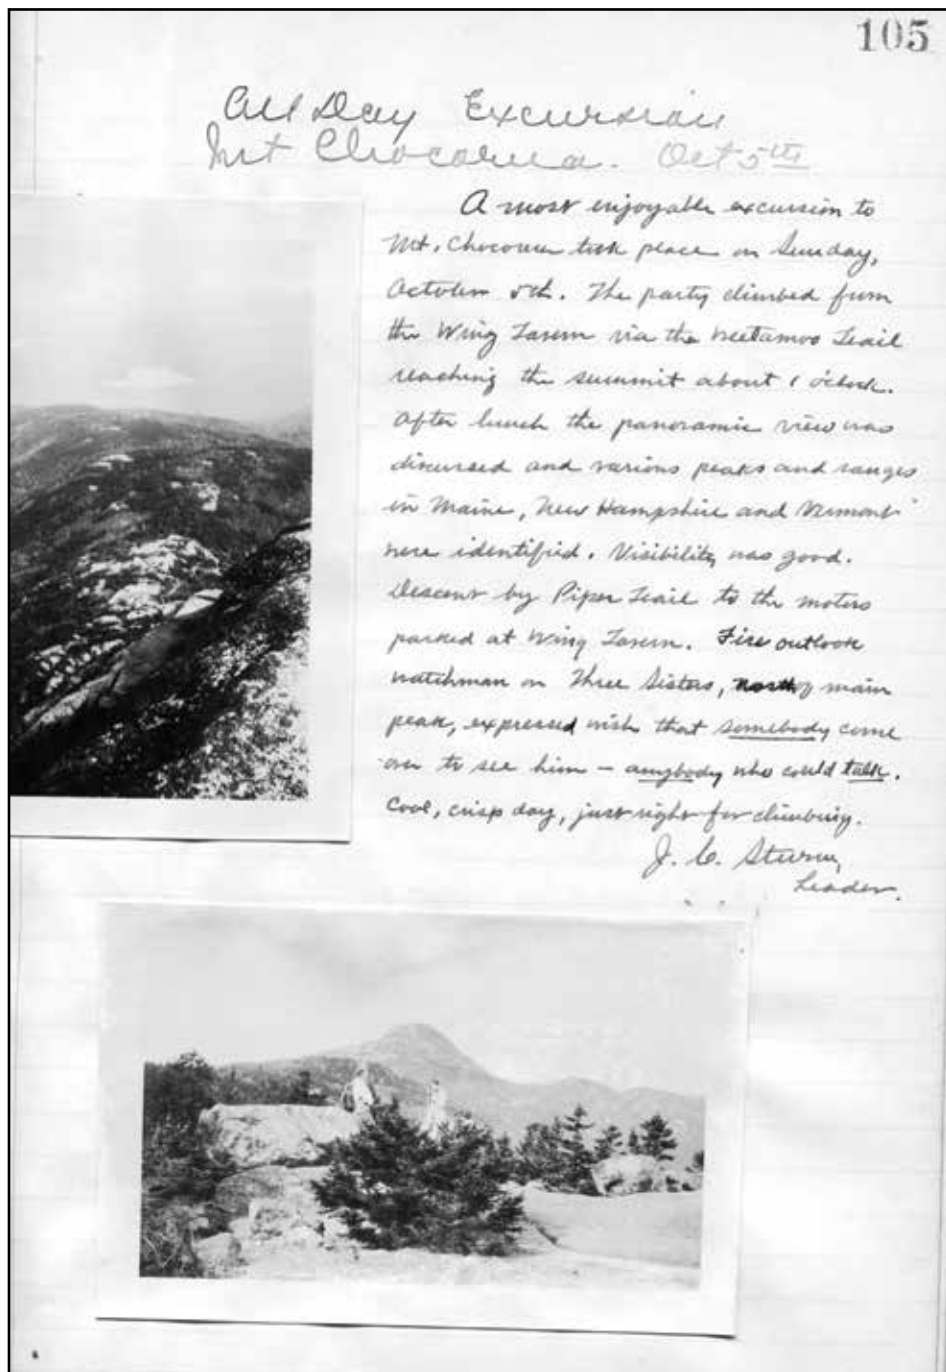 105
All Day Excursion
Mt Chocorua. Oct 5th
A most enjoyable excursion to
Mt. Chocorua took place on Sunday,
October 5th. The party climbed from
the Wing Tavern via the Weetamoo Trail
reaching the summit about 1 o'clock.
After lunch the panoramic view was
discussed and various peaks and ranges
in Maine, New Hampshire and Vermont
were identified. Visibility was good.
Descent by Piper Trail to the motors
parked at Wing Tavern. Fire outlook
watchman on Three Sisters, north of main
peak, expressed wish that somebody come
over to see him – anybody who could talk.
Cool, crisp day, just right for climbing.
J. C. Sturm,
Leader.